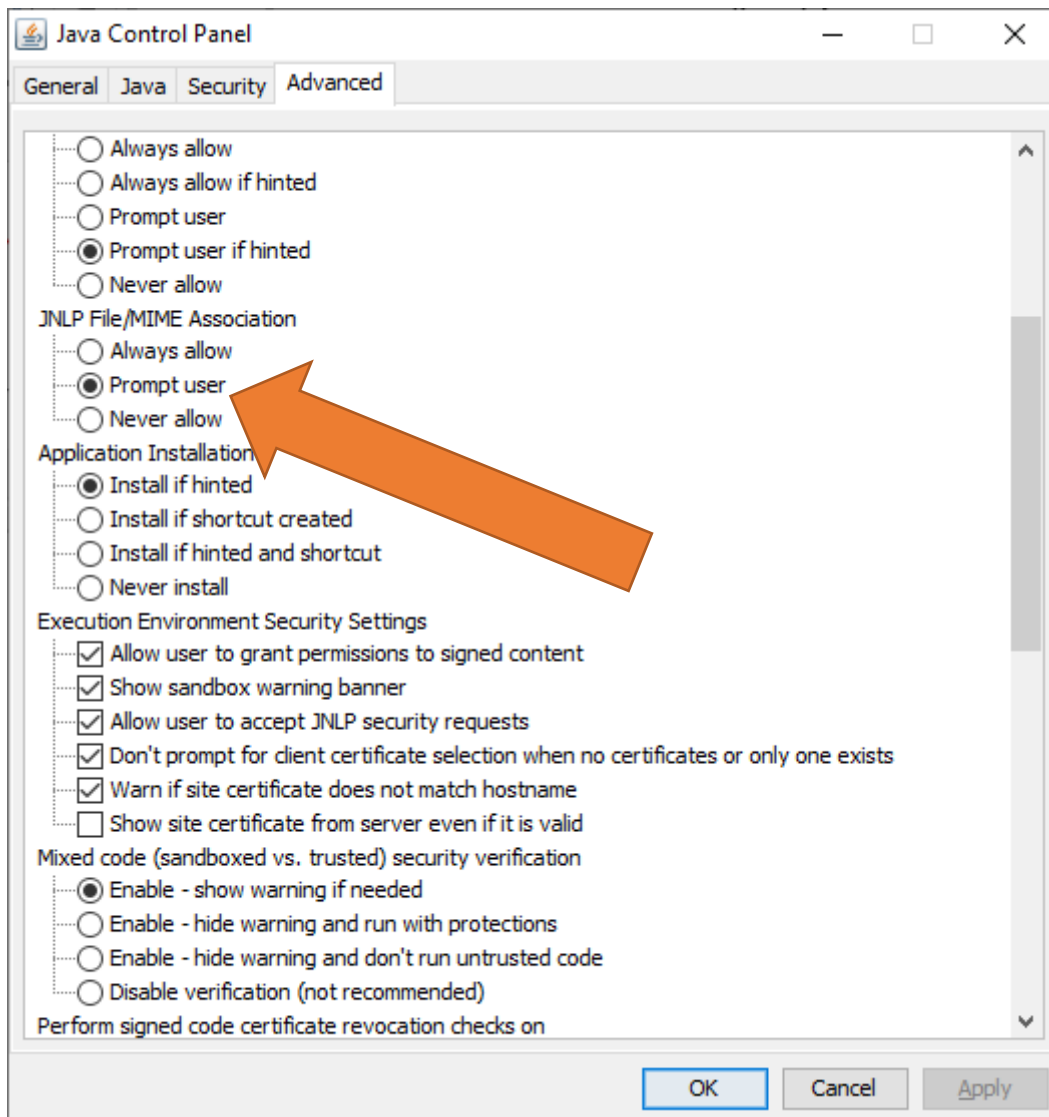 Java Control Panel
General Java Security Advanced
Always allow
Always allow if hinted
Prompt user
Prompt user if hinted
Never allow
JNLP File/MIME Association
Always allow
Prompt user
Never allow
Application Installation
Install if hinted
Install if shortcut created
Install if hinted and shortcut
Never install
Execution Environment Security Settings
Allow user to grant permissions to signed content
Show sandbox warning banner
Allow user to accept JNLP security requests
Don't prompt for client certificate selection when no certificates or only one exists
Warn if site certificate does not match hostname
Show site certificate from server even if it is valid
Mixed code (sandboxed vs. trusted) security verification
Enable - show warning if needed
Enable - hide warning and run with protections
Enable - hide warning and don't run untrusted code
Disable verification (not recommended)
Perform signed code certificate revocation checks on
OK Cancel Apply